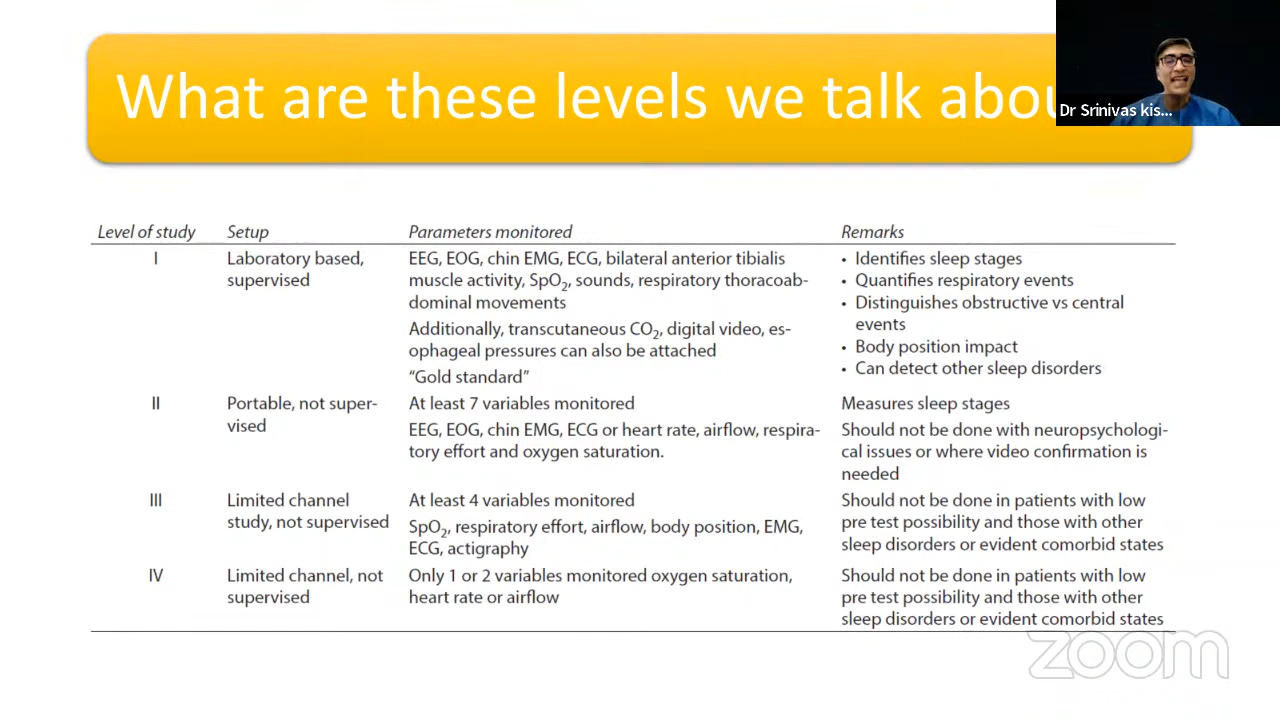 What are these levels we talk abou
Dr Srinivas kis...
Level of study Setup Parameters monitored Remarks
I Laboratory based, supervised
EEG, EOG, chin EMG, ECG, bilateral anterior tibialis
muscle activity, SpO₂, sounds, respiratory thoracoab-
dominal movements
Additionally, transcutaneous CO₂, digital video, es-
ophageal pressures can also be attached
“Gold standard”
• Identifies sleep stages
• Quantifies respiratory events
• Distinguishes obstructive vs central
events
• Body position impact
• Can detect other sleep disorders
II Portable, not super-
vised
At least 7 variables monitored
EEG, EOG, chin EMG, ECG or heart rate, airflow, respira-
tory effort and oxygen saturation.
Measures sleep stages
Should not be done with neuropsychologi-
cal issues or where video confirmation is
needed
III Limited channel
study, not supervised
At least 4 variables monitored
SpO₂, respiratory effort, airflow, body position, EMG,
ECG, actigraphy
Should not be done in patients with low
pre test possibility and those with other
sleep disorders or evident comorbid states
IV Limited channel, not
supervised
Only 1 or 2 variables monitored oxygen saturation,
heart rate or airflow
Should not be done in patients with low
pre test possibility and those with other
sleep disorders or evident comorbid states
zoom